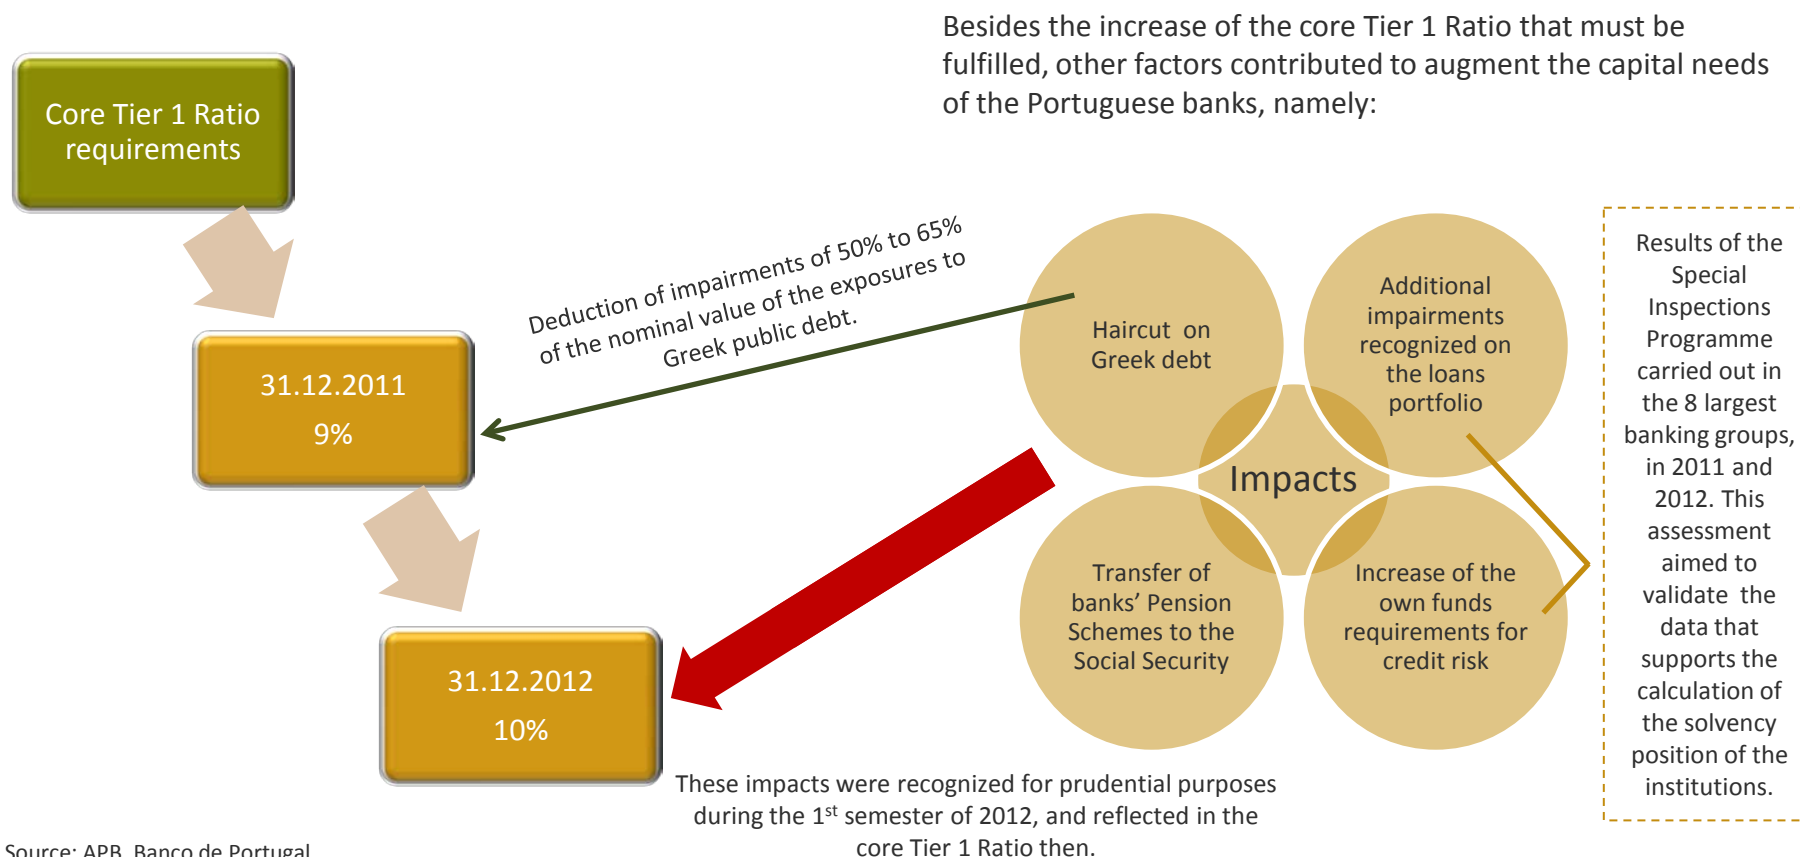 Besides the increase of the core Tier 1 Ratio that must be
fulfilled, other factors contributed to augment the capital needs
of the Portuguese banks, namely:
Core Tier 1 Ratio
requirements
31.12.2011
9%
31.12.2012
10%
Deduction of impairments of 50% to 65%
of the nominal value of the exposures to
Greek public debt.
Haircut on
Greek debt
Additional
impairments
recognized on
the loans
portfolio
Impacts
Transfer of
banks’ Pension
Schemes to the
Social Security
Increase of the
own funds
requirements for
credit risk
Results of the
Special
Inspections
Programme
carried out in
the 8 largest
banking groups,
in 2011 and
2012. This
assessment
aimed to
validate the
data that
supports the
calculation of
the solvency
position of the
institutions.
These impacts were recognized for prudential purposes
during the 1st semester of 2012, and reflected in the
core Tier 1 Ratio then.
Source: APB, Banco de Portugal